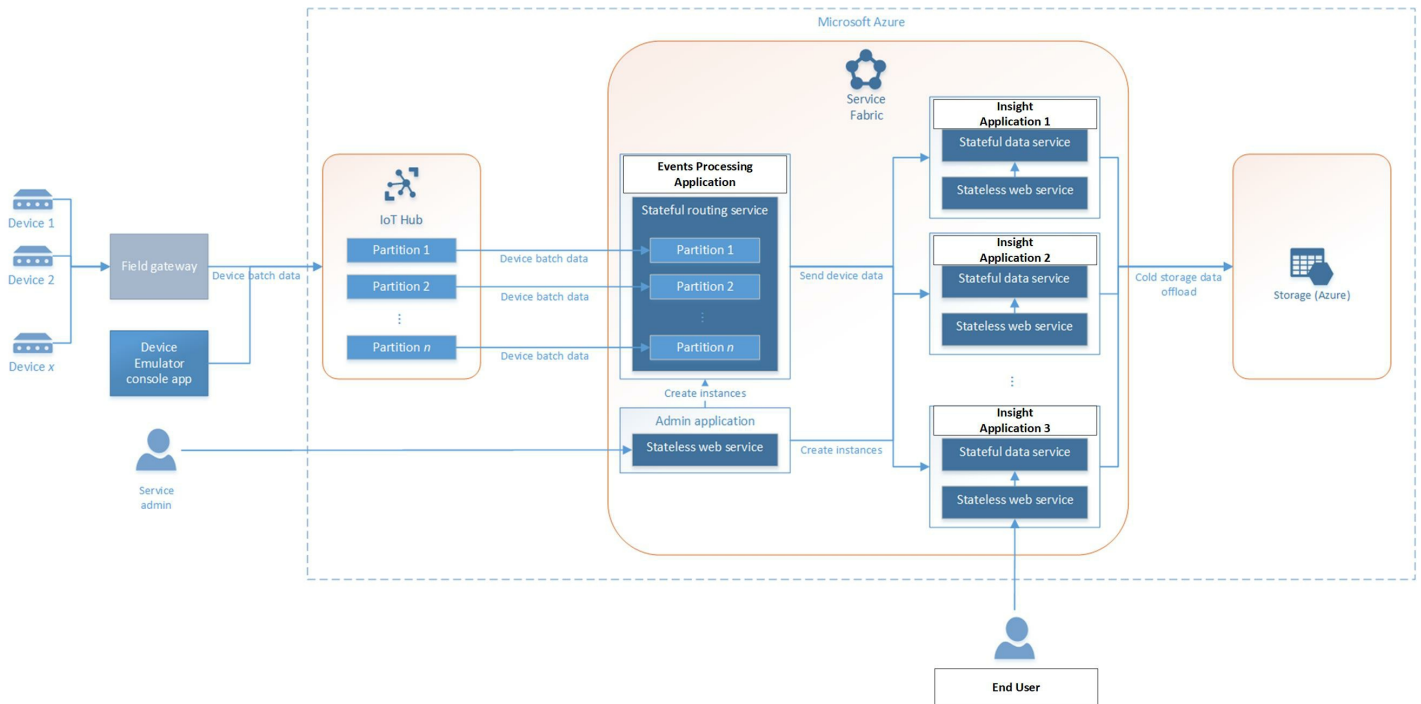 Microsoft Azure
Service
Fabric
Insight
Application 1
Stateful data service
Stateless web service
Events Processing
Application
Stateful routing service
IoT Hub
Device 1
Device 2
Device x
Field gateway
Device batch data
Device
Emulator
console app
Partition 1
Device batch data
Partition 1
Partition 2
Device batch data
Partition 2
⋮
⋮
Partition n
Device batch data
Partition n
Send device data
Insight
Application 2
Stateful data service
Stateless web service
⋮
Cold storage data
offload
Storage (Azure)
Create instances
Admin application
Stateless web service
Create instances
Insight
Application 3
Stateful data service
Stateless web service
Service
admin
End User